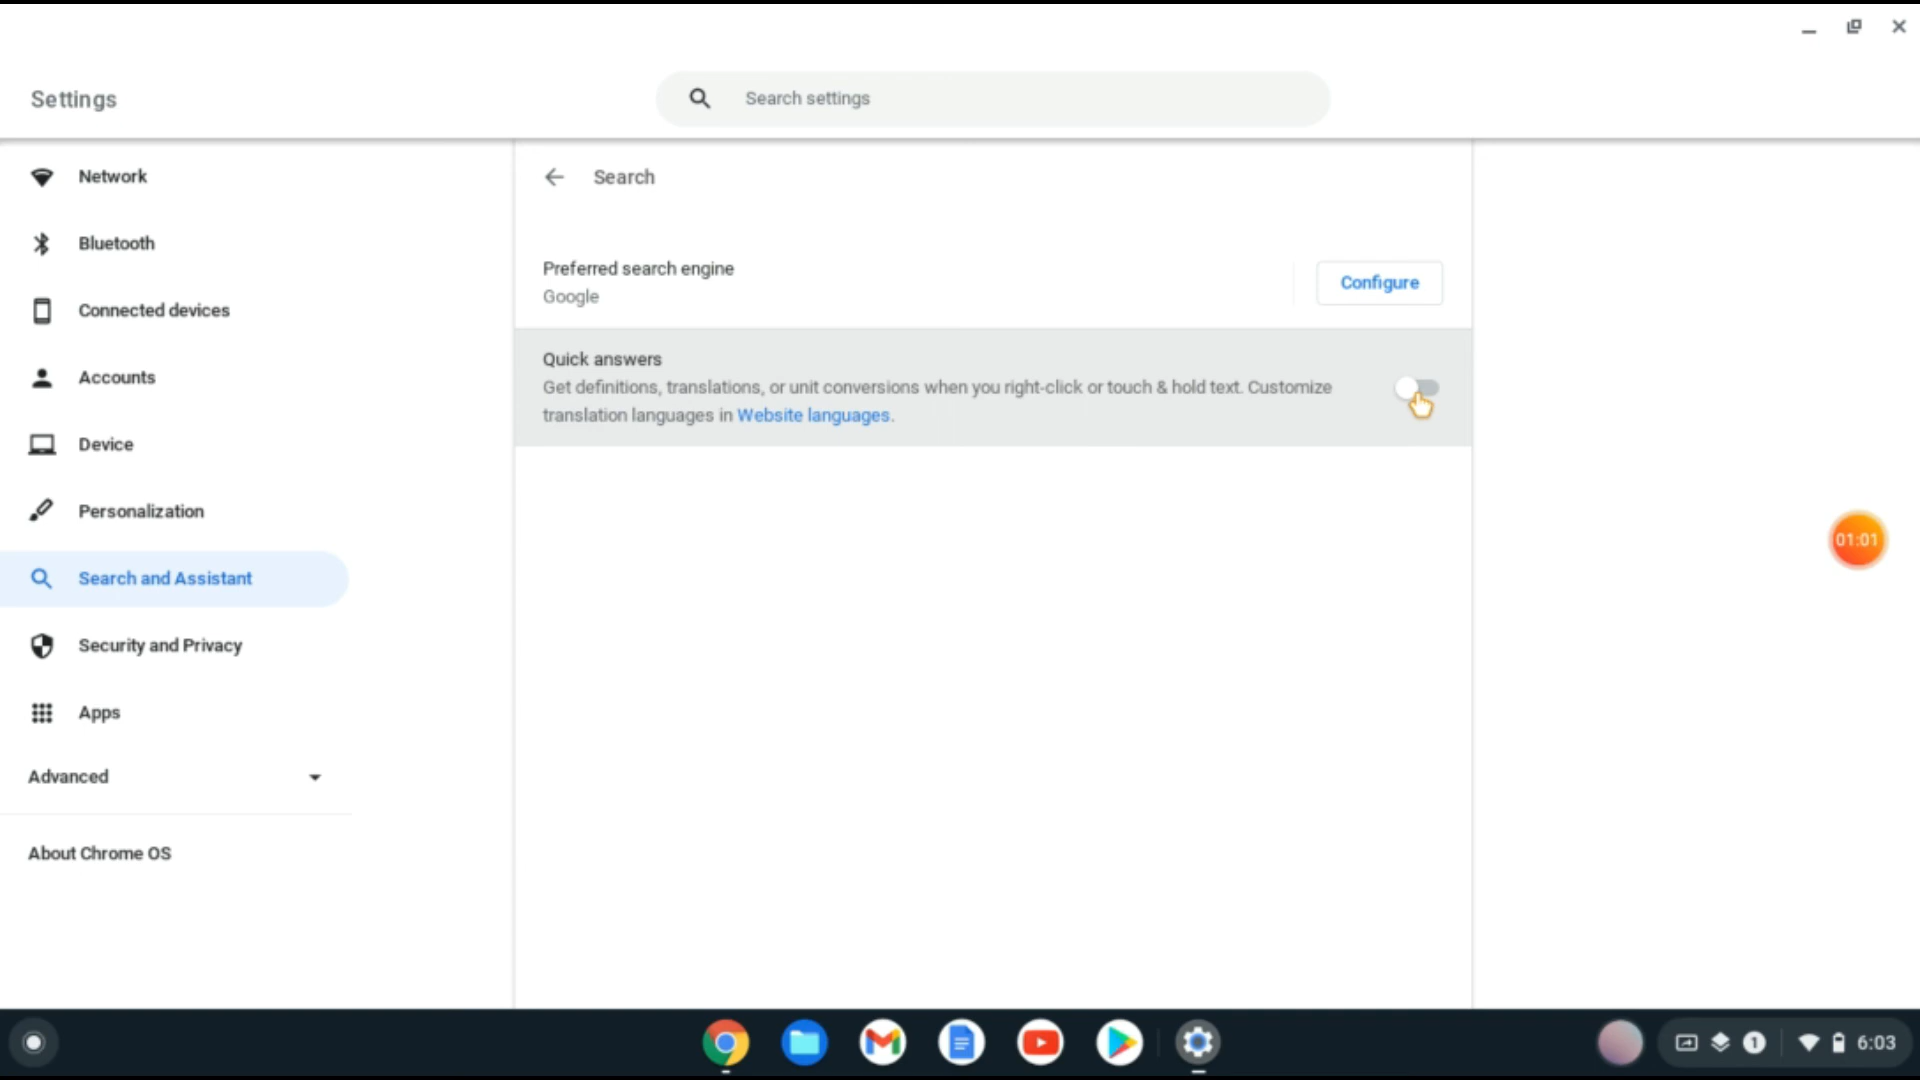 Settings
Search settings
Network
Bluetooth
Connected devices
Accounts
Device
Personalization
Search and Assistant
Security and Privacy
Apps
Advanced
About Chrome OS
Search
Preferred search engine
Google
Configure
Quick answers
Get definitions, translations, or unit conversions when you right-click or touch & hold text. Customize
translation languages in Website languages.
01:01
1
6:03